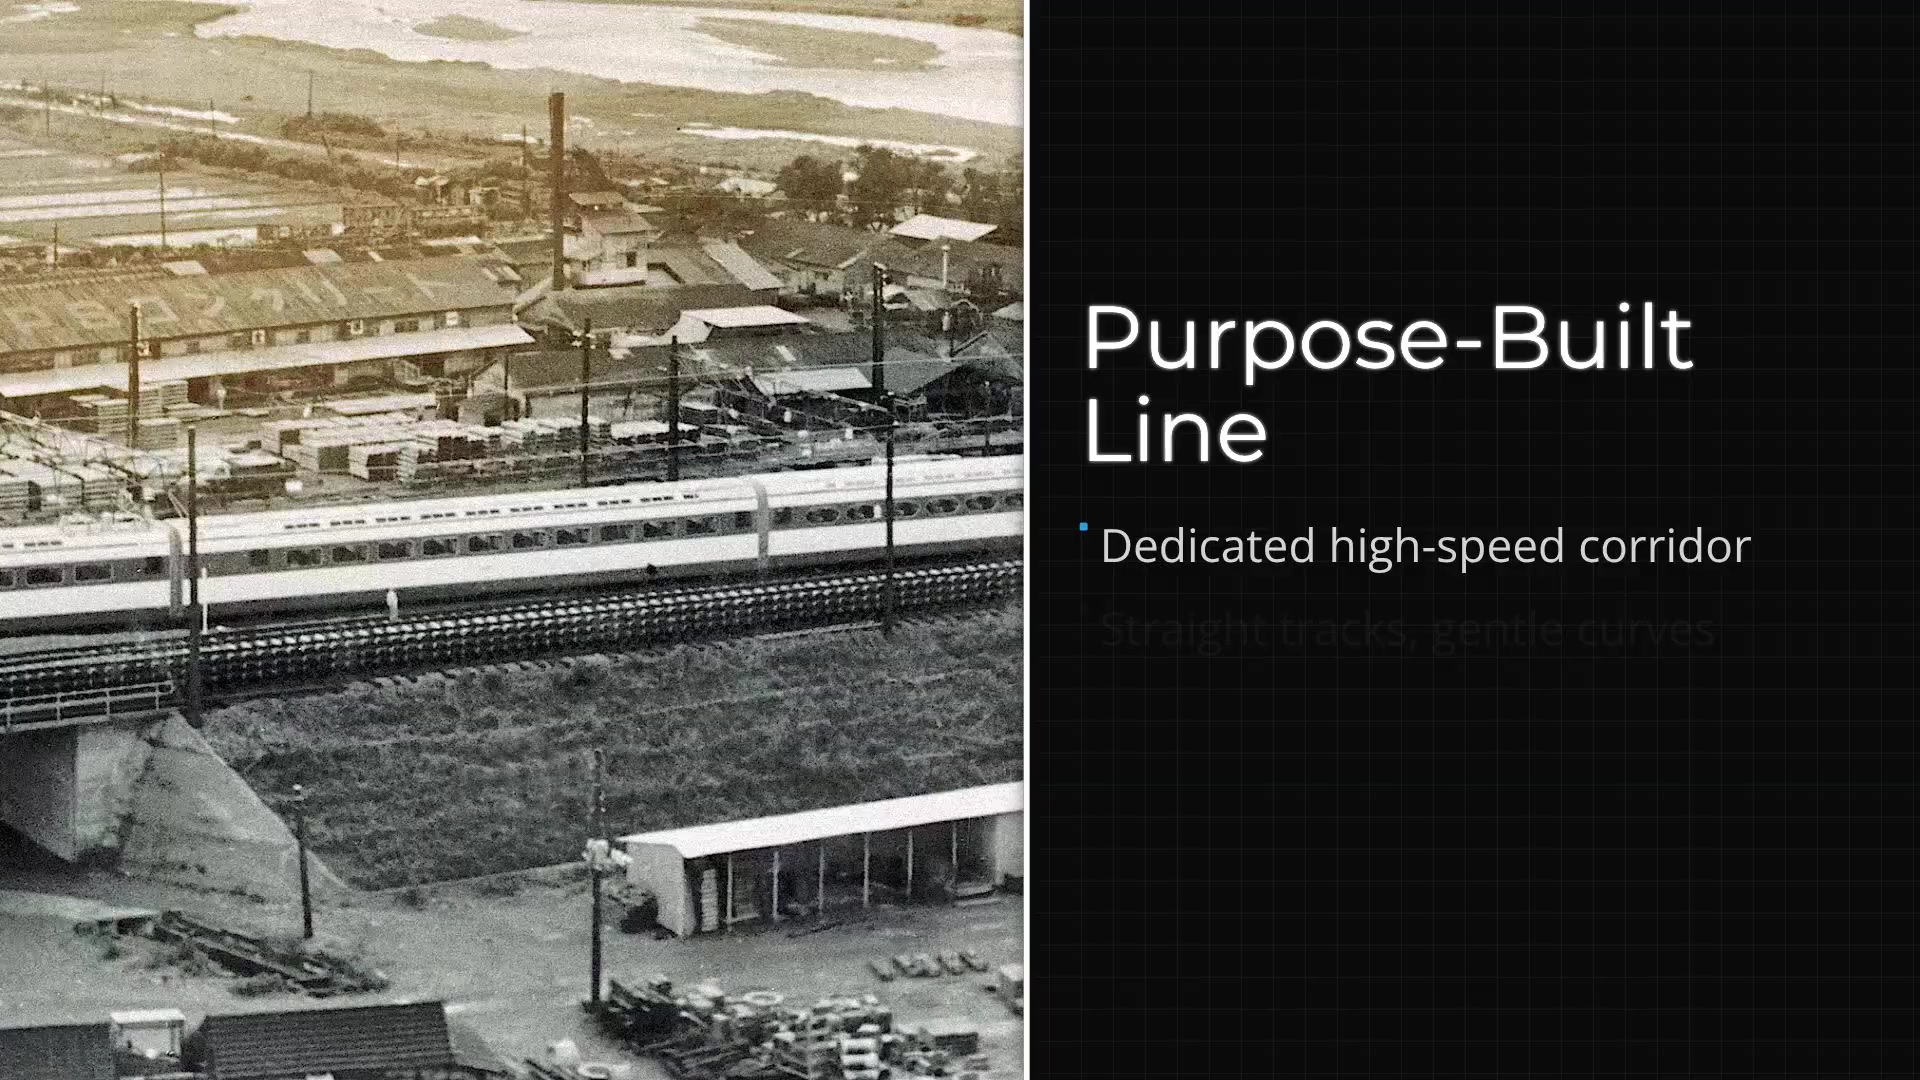 Purpose-Built
Line
Dedicated high-speed corridor
Straight tracks, gentle curves